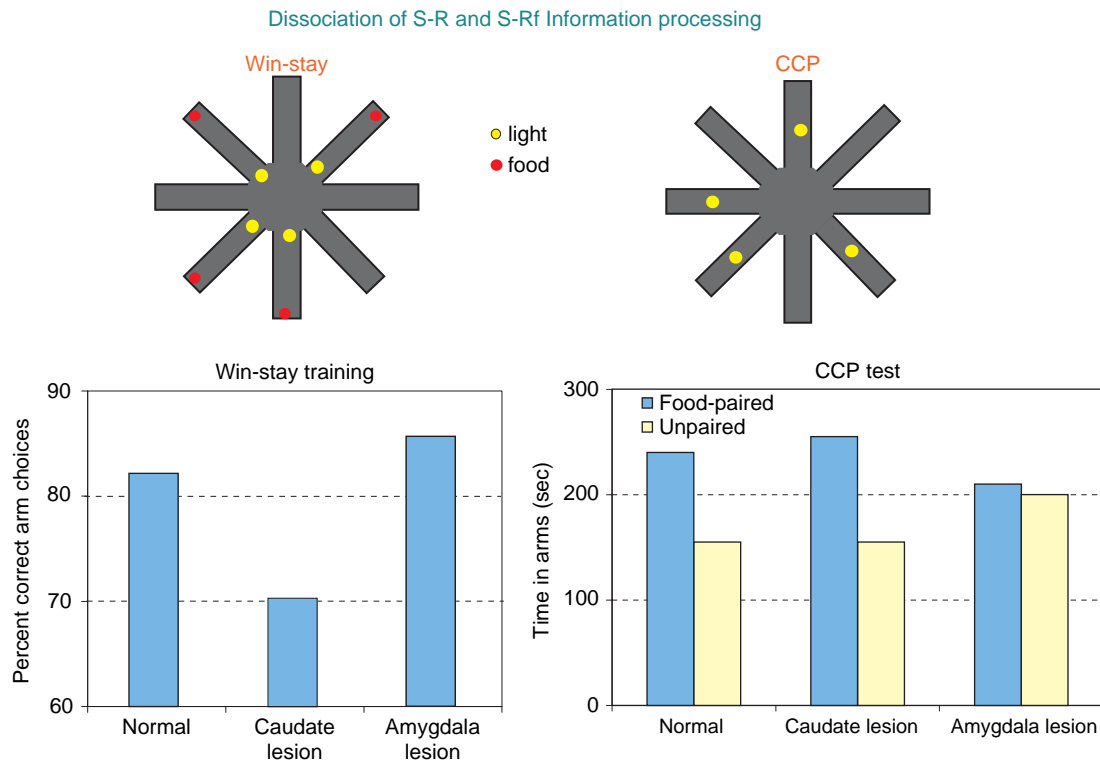 Dissociation of S-R and S-Rf Information processing
Win-stay
CCP
light
food
Win-stay training
Percent correct arm choices
90
80
70
60
Normal
Caudate
lesion
Amygdala
lesion
CCP test
Time in arms (sec)
300
200
100
0
Food-paired
Unpaired
Normal
Caudate lesion
Amygdala lesion